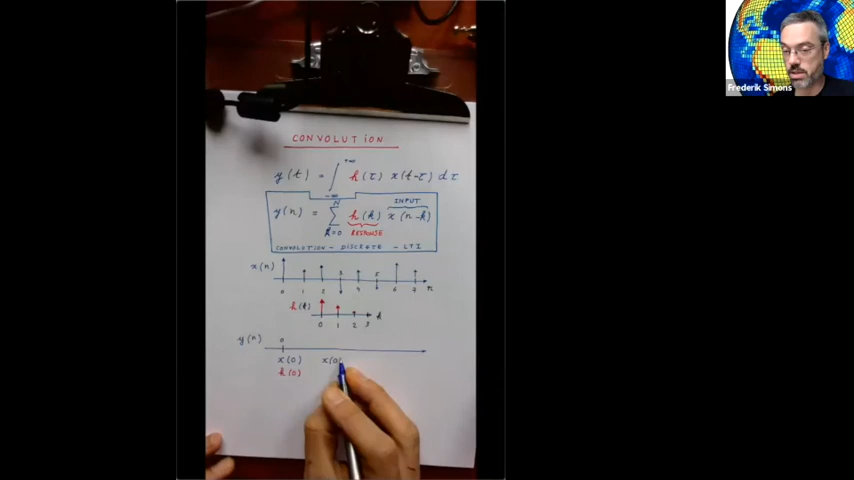 CONVOLUTION
y(t) = ∫ h(τ) x(t-τ) dτ
+∞
-∞
INPUT
y(n) = Σ h(k) x(n-k)
N
k=0
RESPONSE
CONVOLUTION - DISCRETE - LTI
x(n)
0 1 2 3 4 5 6 7 n
h(k)
0 1 2 3 k
y(n) 0
x(0) x(0)
h(0)
Frederik Simons